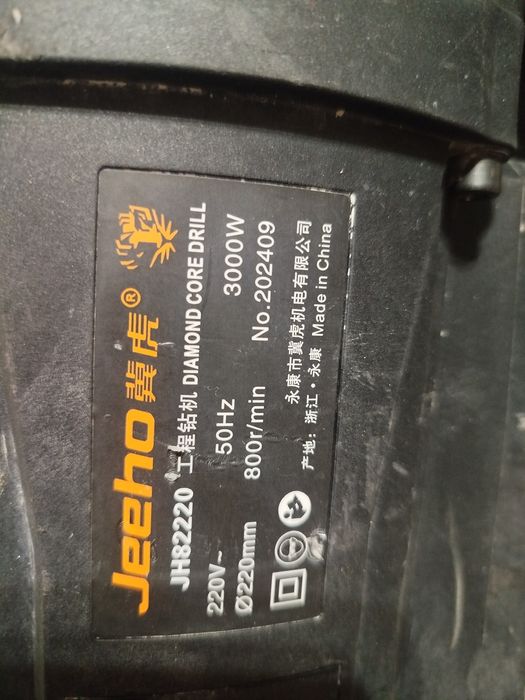 Jeeho 冀虎®
JH82220 工程钻机 DIAMOND CORE DRILL
220V~ 50Hz 3000W
Ø220mm 800r/min No.202409
永康市冀虎机电有限公司
产地: 浙江·永康 Made in China